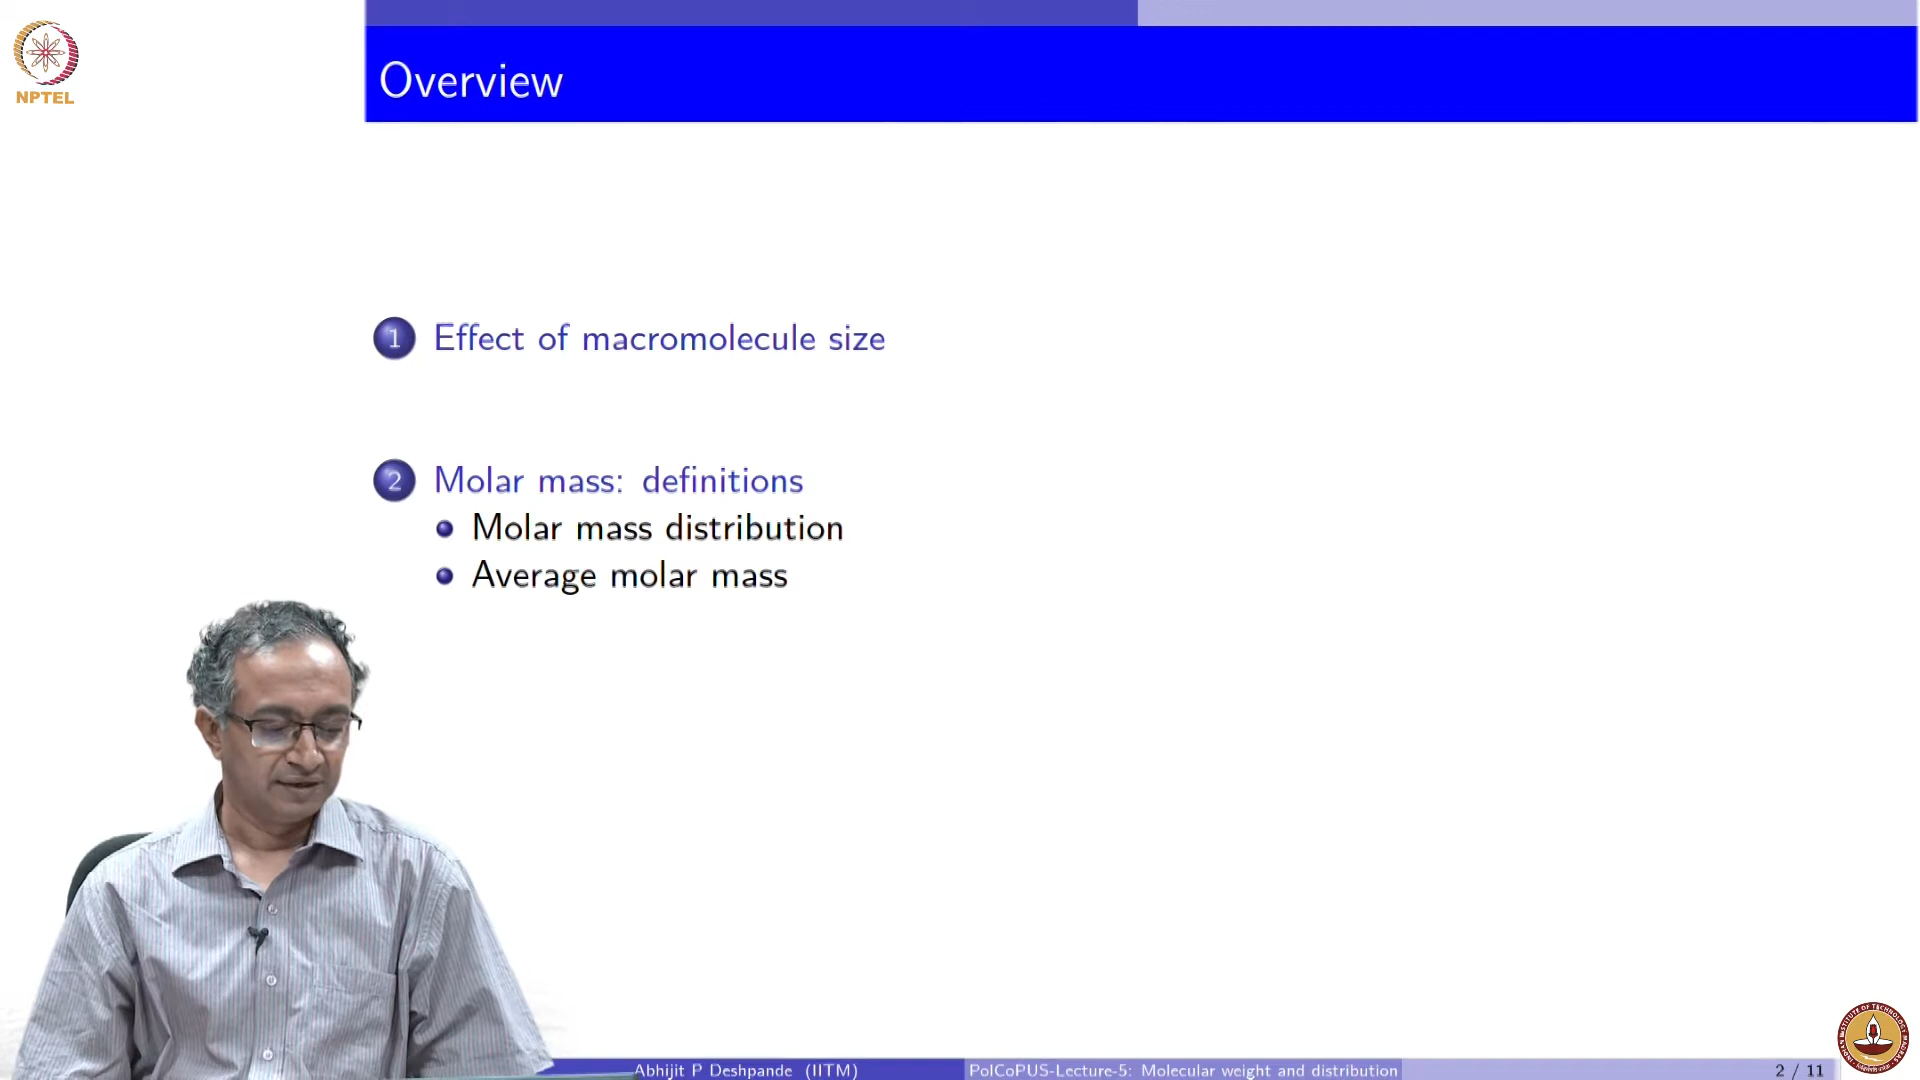 NPTEL
Overview
1 Effect of macromolecule size
2 Molar mass: definitions
Molar mass distribution
Average molar mass
Abhijit P Deshpande (IITM) PolCoPUS-Lecture-5: Molecular weight and distribution 2 / 11